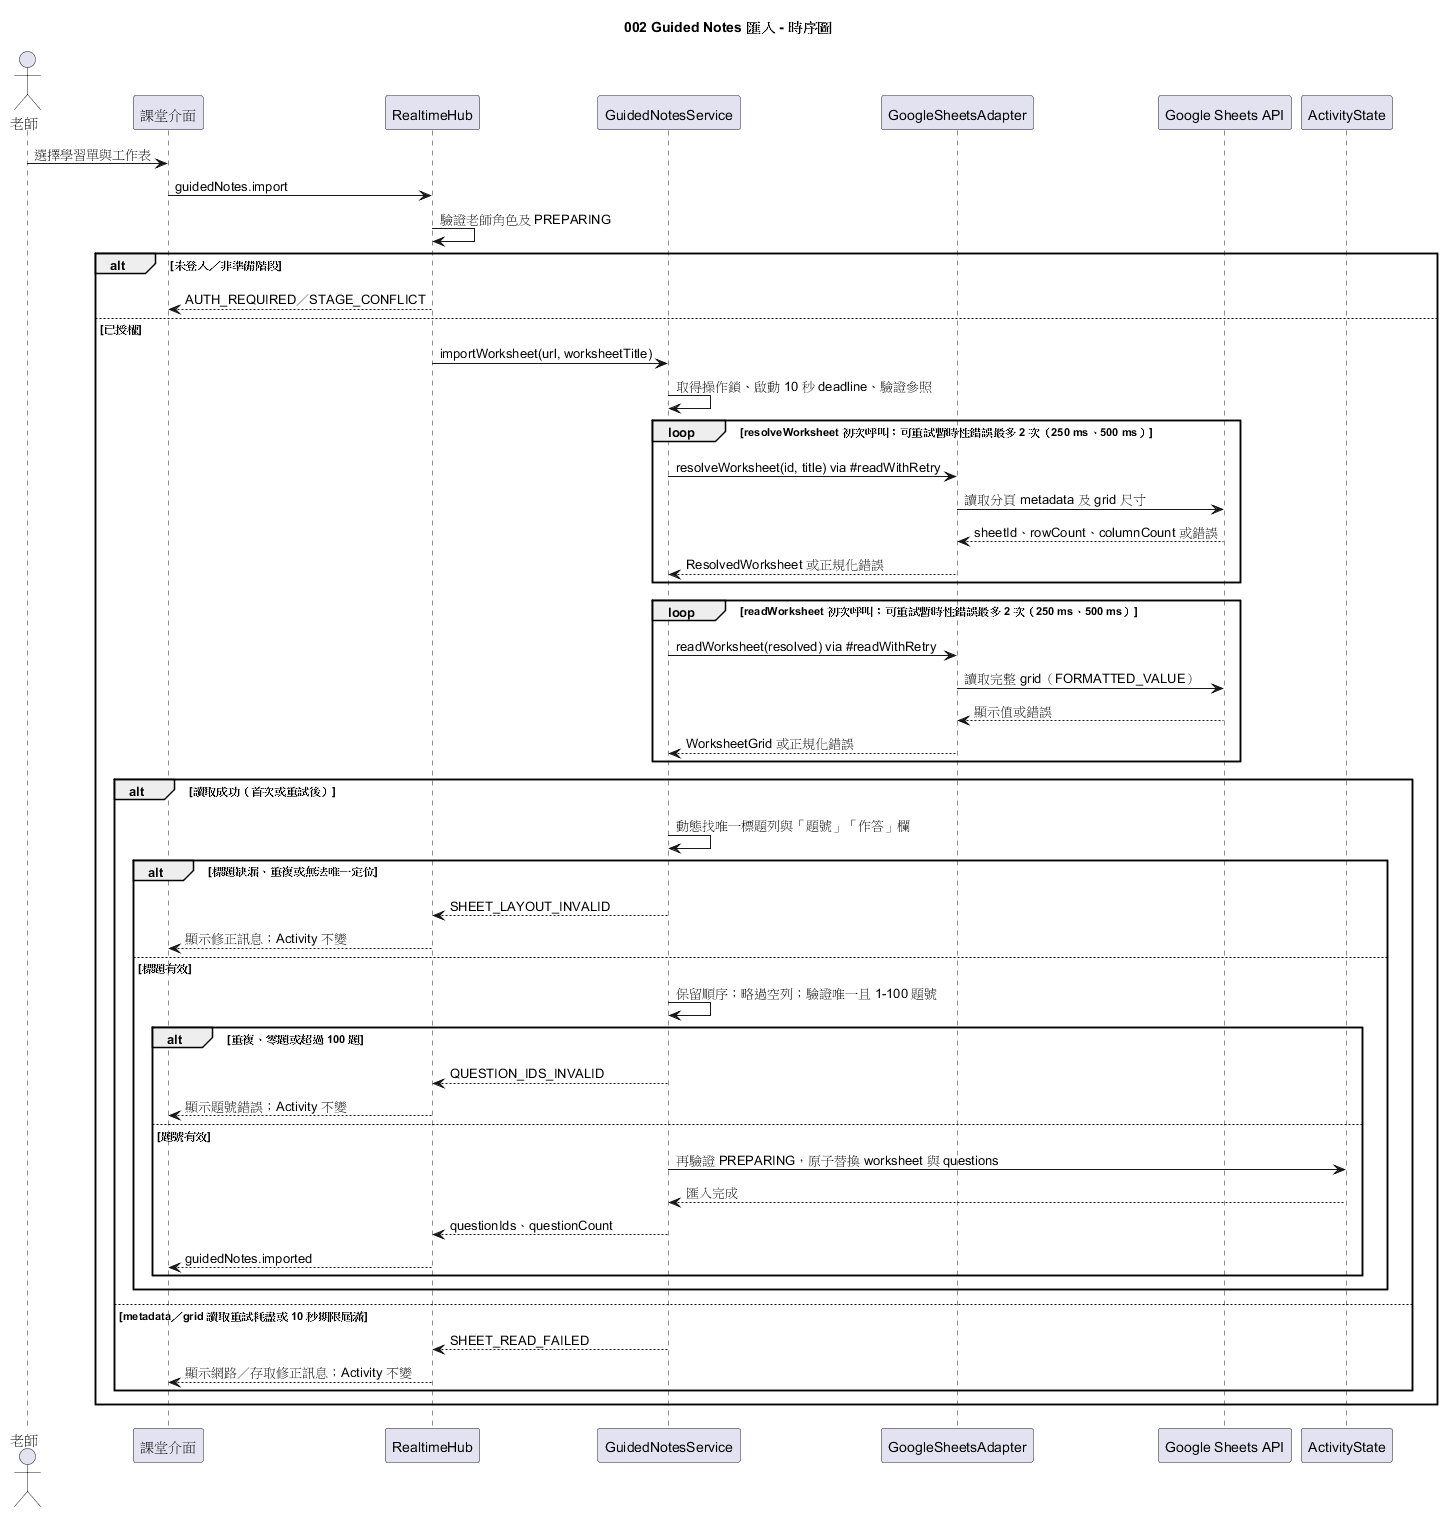 002 Guided Notes 匯入 - 時序圖
老師
課堂介面
RealtimeHub
GuidedNotesService
GoogleSheetsAdapter
Google Sheets API
ActivityState
選擇學習單與工作表
guidedNotes.import
驗證老師角色及 PREPARING
alt
[未登入／非準備階段]
AUTH_REQUIRED／STAGE_CONFLICT
[已授權]
importWorksheet(url, worksheetTitle)
取得操作鎖、啟動 10 秒 deadline、驗證參照
loop
[resolveWorksheet 初次呼叫；可重試暫時性錯誤最多 2 次（250 ms、500 ms）]
resolveWorksheet(id, title) via #readWithRetry
讀取分頁 metadata 及 grid 尺寸
sheetId、rowCount、columnCount 或錯誤
ResolvedWorksheet 或正規化錯誤
loop
[readWorksheet 初次呼叫；可重試暫時性錯誤最多 2 次（250 ms、500 ms）]
readWorksheet(resolved) via #readWithRetry
讀取完整 grid（FORMATTED_VALUE）
顯示值或錯誤
WorksheetGrid 或正規化錯誤
alt
[讀取成功（首次或重試後）]
動態找唯一標題列與「題號」「作答」欄
alt
[標題缺漏、重複或無法唯一定位]
SHEET_LAYOUT_INVALID
顯示修正訊息；Activity 不變
[標題有效]
保留順序；略過空列；驗證唯一且 1-100 題號
alt
[重複、零題或超過 100 題]
QUESTION_IDS_INVALID
顯示題號錯誤；Activity 不變
[題號有效]
再驗證 PREPARING，原子替換 worksheet 與 questions
匯入完成
questionIds、questionCount
guidedNotes.imported
[metadata／grid 讀取重試耗盡或 10 秒期限屆滿]
SHEET_READ_FAILED
顯示網路／存取修正訊息；Activity 不變
老師
課堂介面
RealtimeHub
GuidedNotesService
GoogleSheetsAdapter
Google Sheets API
ActivityState